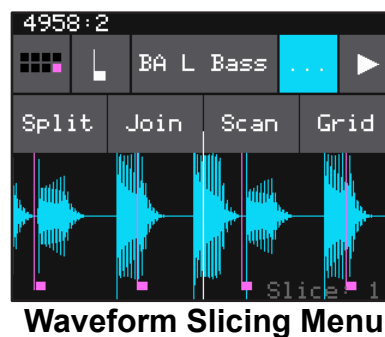 4958:2
BA L Bass ...
Split Join Scan Grid
Slice: 1
Waveform Slicing Menu